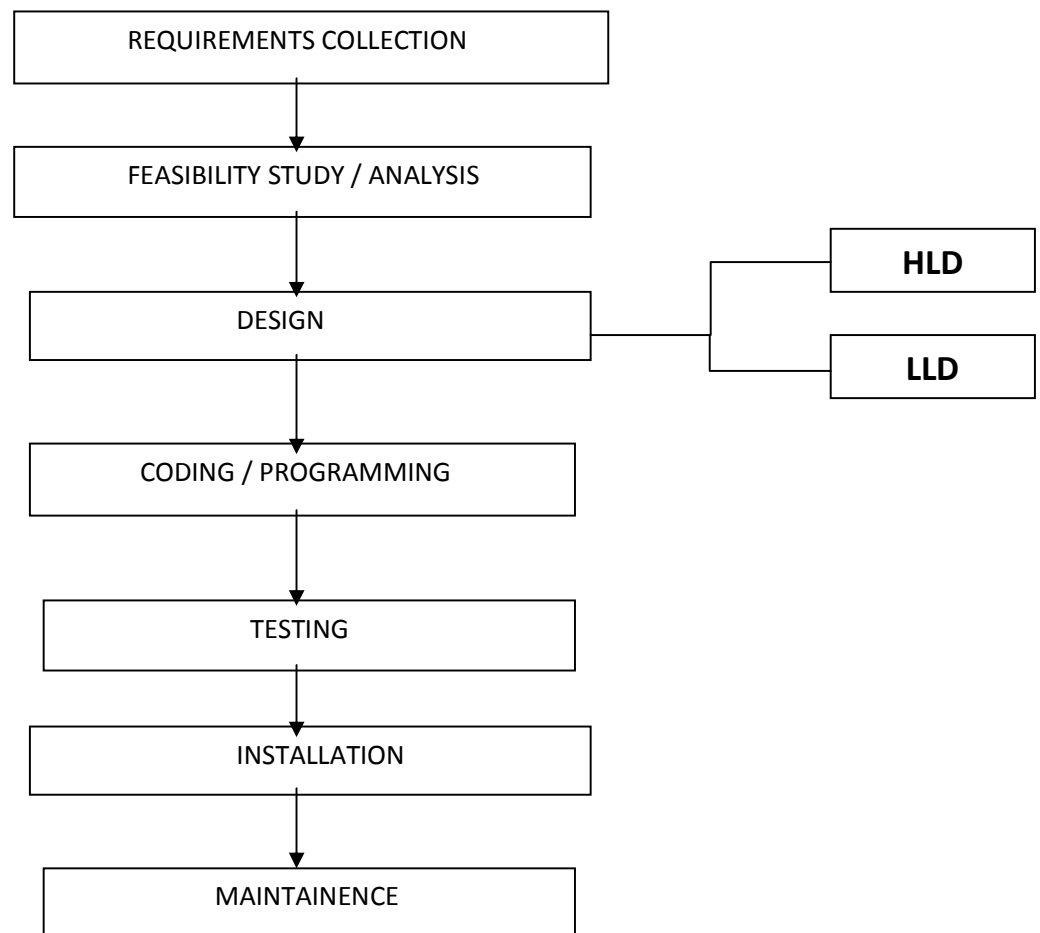 REQUIREMENTS COLLECTION
FEASIBILITY STUDY / ANALYSIS
HLD
DESIGN
LLD
CODING / PROGRAMMING
TESTING
INSTALLATION
MAINTAINENCE